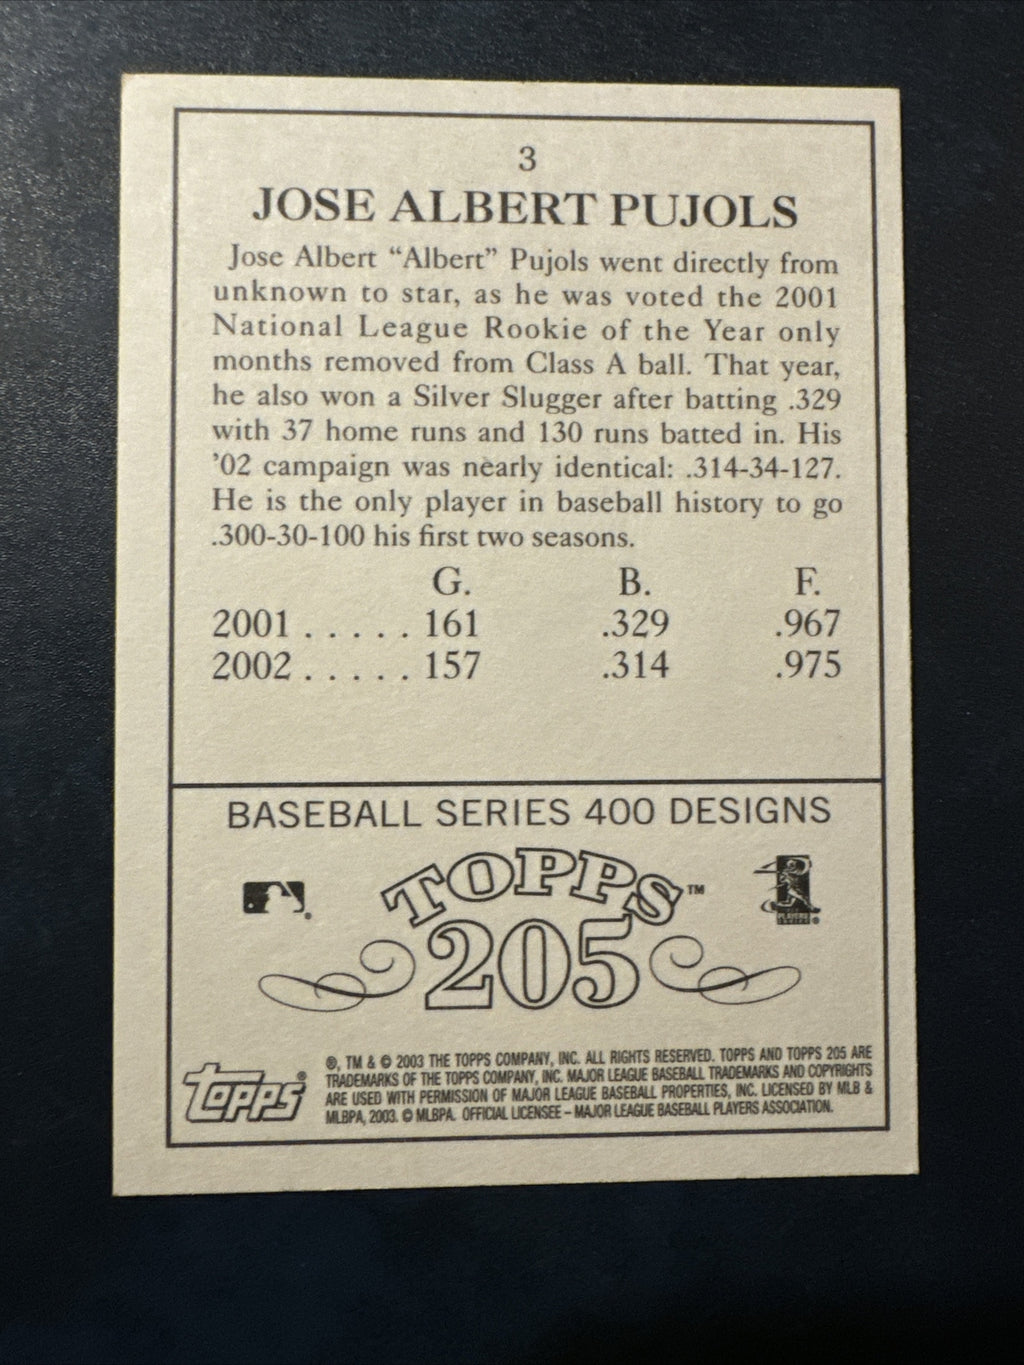 3
JOSE ALBERT PUJOLS
Jose Albert “Albert” Pujols went directly from
unknown to star, as he was voted the 2001
National League Rookie of the Year only
months removed from Class A ball. That year,
he also won a Silver Slugger after batting .329
with 37 home runs and 130 runs batted in. His
’02 campaign was nearly identical: .314-34-127.
He is the only player in baseball history to go
.300-30-100 his first two seasons.
G. B. F.
2001 . . . . . 161 .329 .967
2002 . . . . . 157 .314 .975
BASEBALL SERIES 400 DESIGNS
TOPPS™
205
PLAYERS
CHOICE®
Topps®
®, TM & © 2003 THE TOPPS COMPANY, INC. ALL RIGHTS RESERVED. TOPPS AND TOPPS 205 ARE
TRADEMARKS OF THE TOPPS COMPANY, INC. MAJOR LEAGUE BASEBALL TRADEMARKS AND COPYRIGHTS
ARE USED WITH PERMISSION OF MAJOR LEAGUE BASEBALL PROPERTIES, INC. LICENSED BY MLB &
MLBPA, 2003. © MLBPA. OFFICIAL LICENSEE – MAJOR LEAGUE BASEBALL PLAYERS ASSOCIATION.